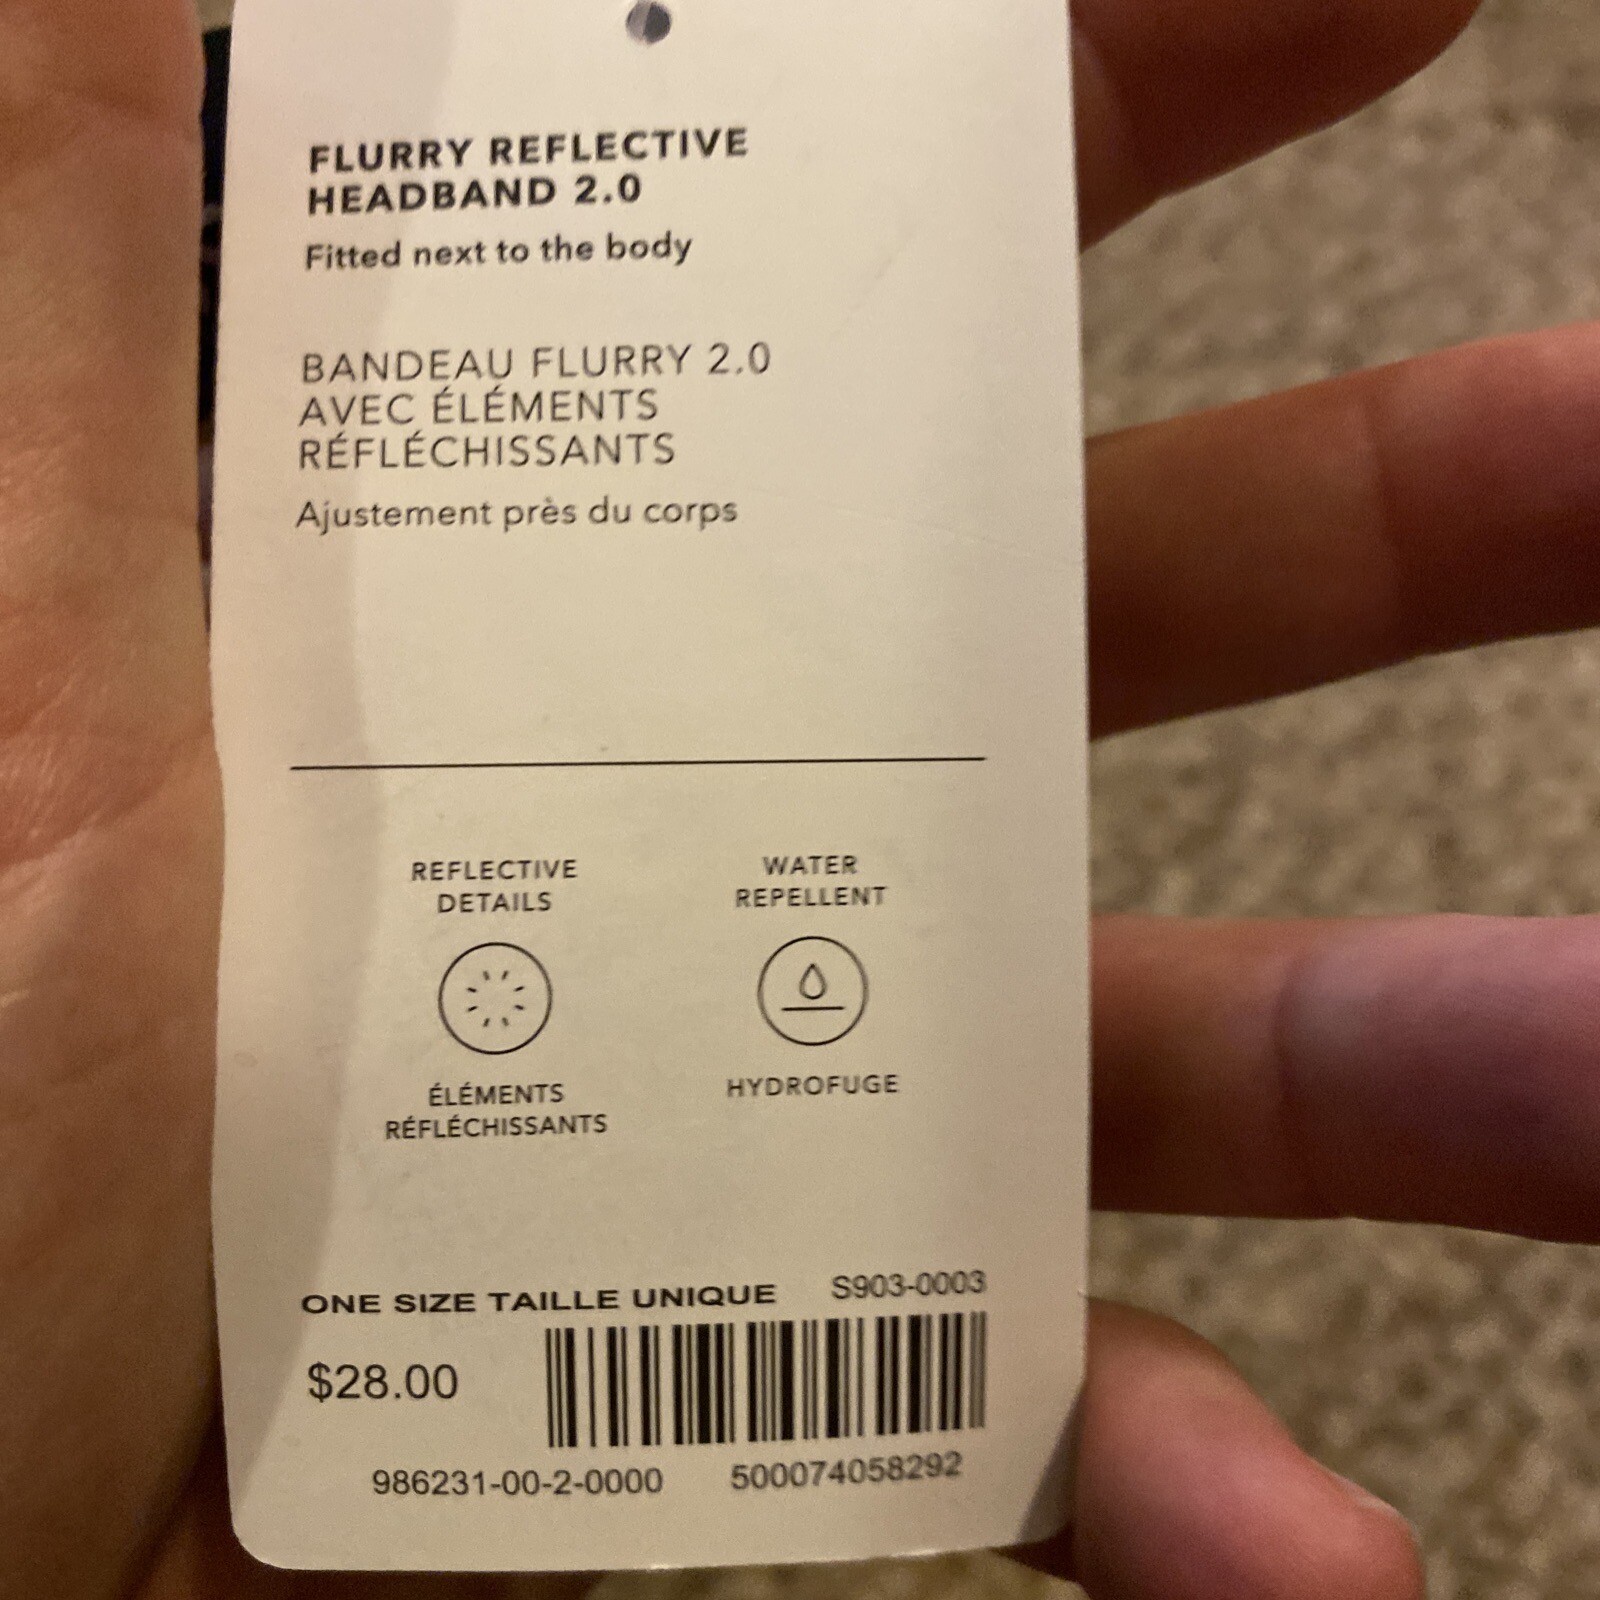 FLURRY REFLECTIVE
HEADBAND 2.0
Fitted next to the body
BANDEAU FLURRY 2.0
AVEC ÉLÉMENTS
RÉFLÉCHISSANTS
Ajustement près du corps
REFLECTIVE
DETAILS
ÉLÉMENTS
RÉFLÉCHISSANTS
WATER
REPELLENT
HYDROFUGE
ONE SIZE TAILLE UNIQUE S903-0003
$28.00
986231-00-2-0000 500074058292